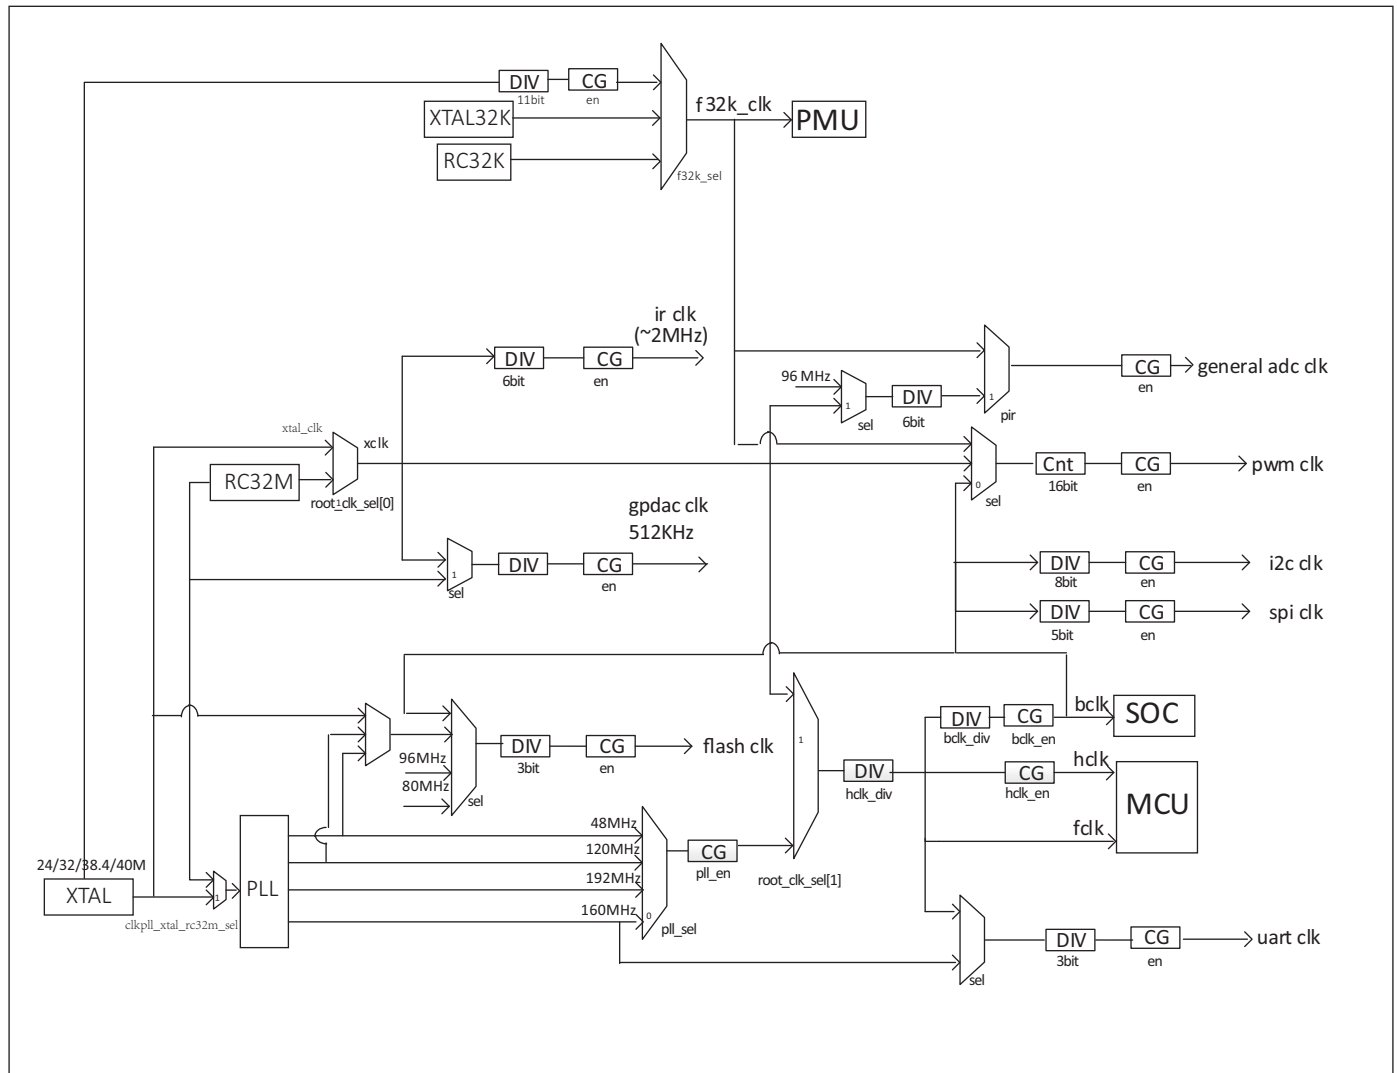 DIV
CG
11bit
en
XTAL32K
RC32K
f32k_clk
PMU
f32k_sel
ir clk
(~2MHz)
DIV
CG
6bit
en
96 MHz
1
sel
DIV
6bit
1
pir
CG
en
general adc clk
xtal_clk
xclk
RC32M
1
root_clk_sel[0]
0
sel
Cnt
16bit
CG
en
pwm clk
gpdac clk
512KHz
1
sel
DIV
CG
en
DIV
8bit
CG
en
i2c clk
DIV
5bit
CG
en
spi clk
96MHz
80MHz
sel
DIV
3bit
CG
en
flash clk
1
root_clk_sel[1]
DIV
hclk_div
DIV
bclk_div
CG
bclk_en
bclk
SOC
CG
hclk_en
hclk
fclk
MCU
24/32/38.4/40M
XTAL
1
clkpll_xtal_rc32m_sel
PLL
48MHz
120MHz
192MHz
160MHz
0
pll_sel
CG
pll_en
sel
DIV
3bit
CG
en
uart clk